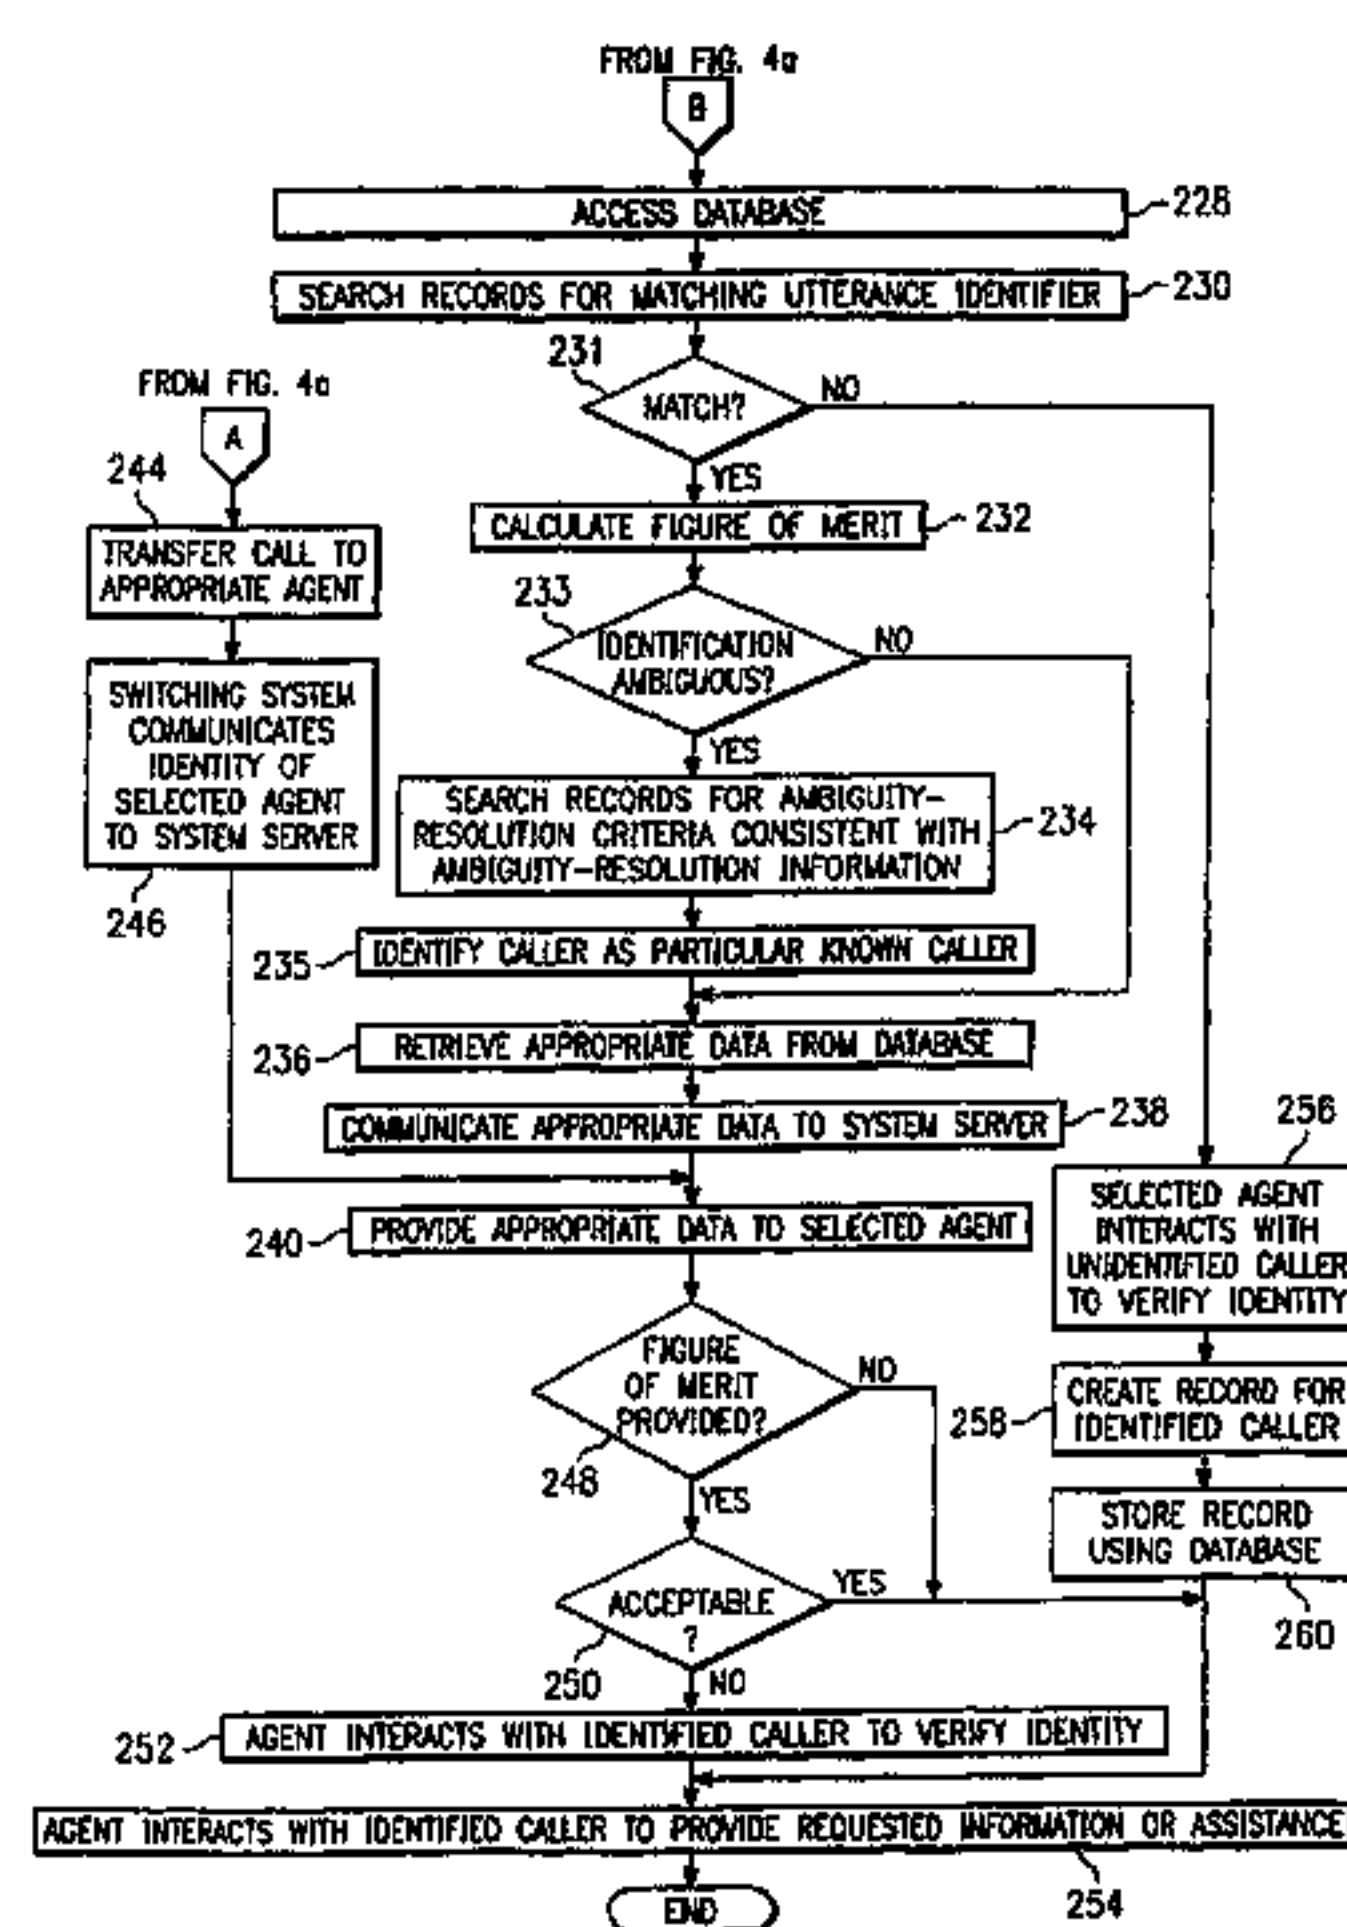 FROM FIG. 4a
B
ACCESS DATABASE
228
SEARCH RECORDS FOR MATCHING UTTERANCE IDENTIFIER
230
231
MATCH?
NO
YES
FROM FIG. 4a
A
244
TRANSFER CALL TO
APPROPRIATE AGENT
CALCULATE FIGURE OF MERIT
232
233
IDENTIFICATION
AMBIGUOUS?
NO
YES
SWITCHING SYSTEM
COMMUNICATES
IDENTITY OF
SELECTED AGENT
TO SYSTEM SERVER
246
SEARCH RECORDS FOR AMBIGUITY-
RESOLUTION CRITERIA CONSISTENT WITH
AMBIGUITY-RESOLUTION INFORMATION
234
235
IDENTIFY CALLER AS PARTICULAR KNOWN CALLER
236
RETRIEVE APPROPRIATE DATA FROM DATABASE
COMMUNICATE APPROPRIATE DATA TO SYSTEM SERVER
238
240
PROVIDE APPROPRIATE DATA TO SELECTED AGENT
256
SELECTED AGENT
INTERACTS WITH
UNIDENTIFIED CALLER
TO VERIFY IDENTITY
FIGURE
OF MERIT
PROVIDED?
248
NO
YES
258
CREATE RECORD FOR
IDENTIFIED CALLER
STORE RECORD
USING DATABASE
260
ACCEPTABLE
?
250
YES
NO
252
AGENT INTERACTS WITH IDENTIFIED CALLER TO VERIFY IDENTITY
AGENT INTERACTS WITH IDENTIFIED CALLER TO PROVIDE REQUESTED INFORMATION OR ASSISTANCE
254
END